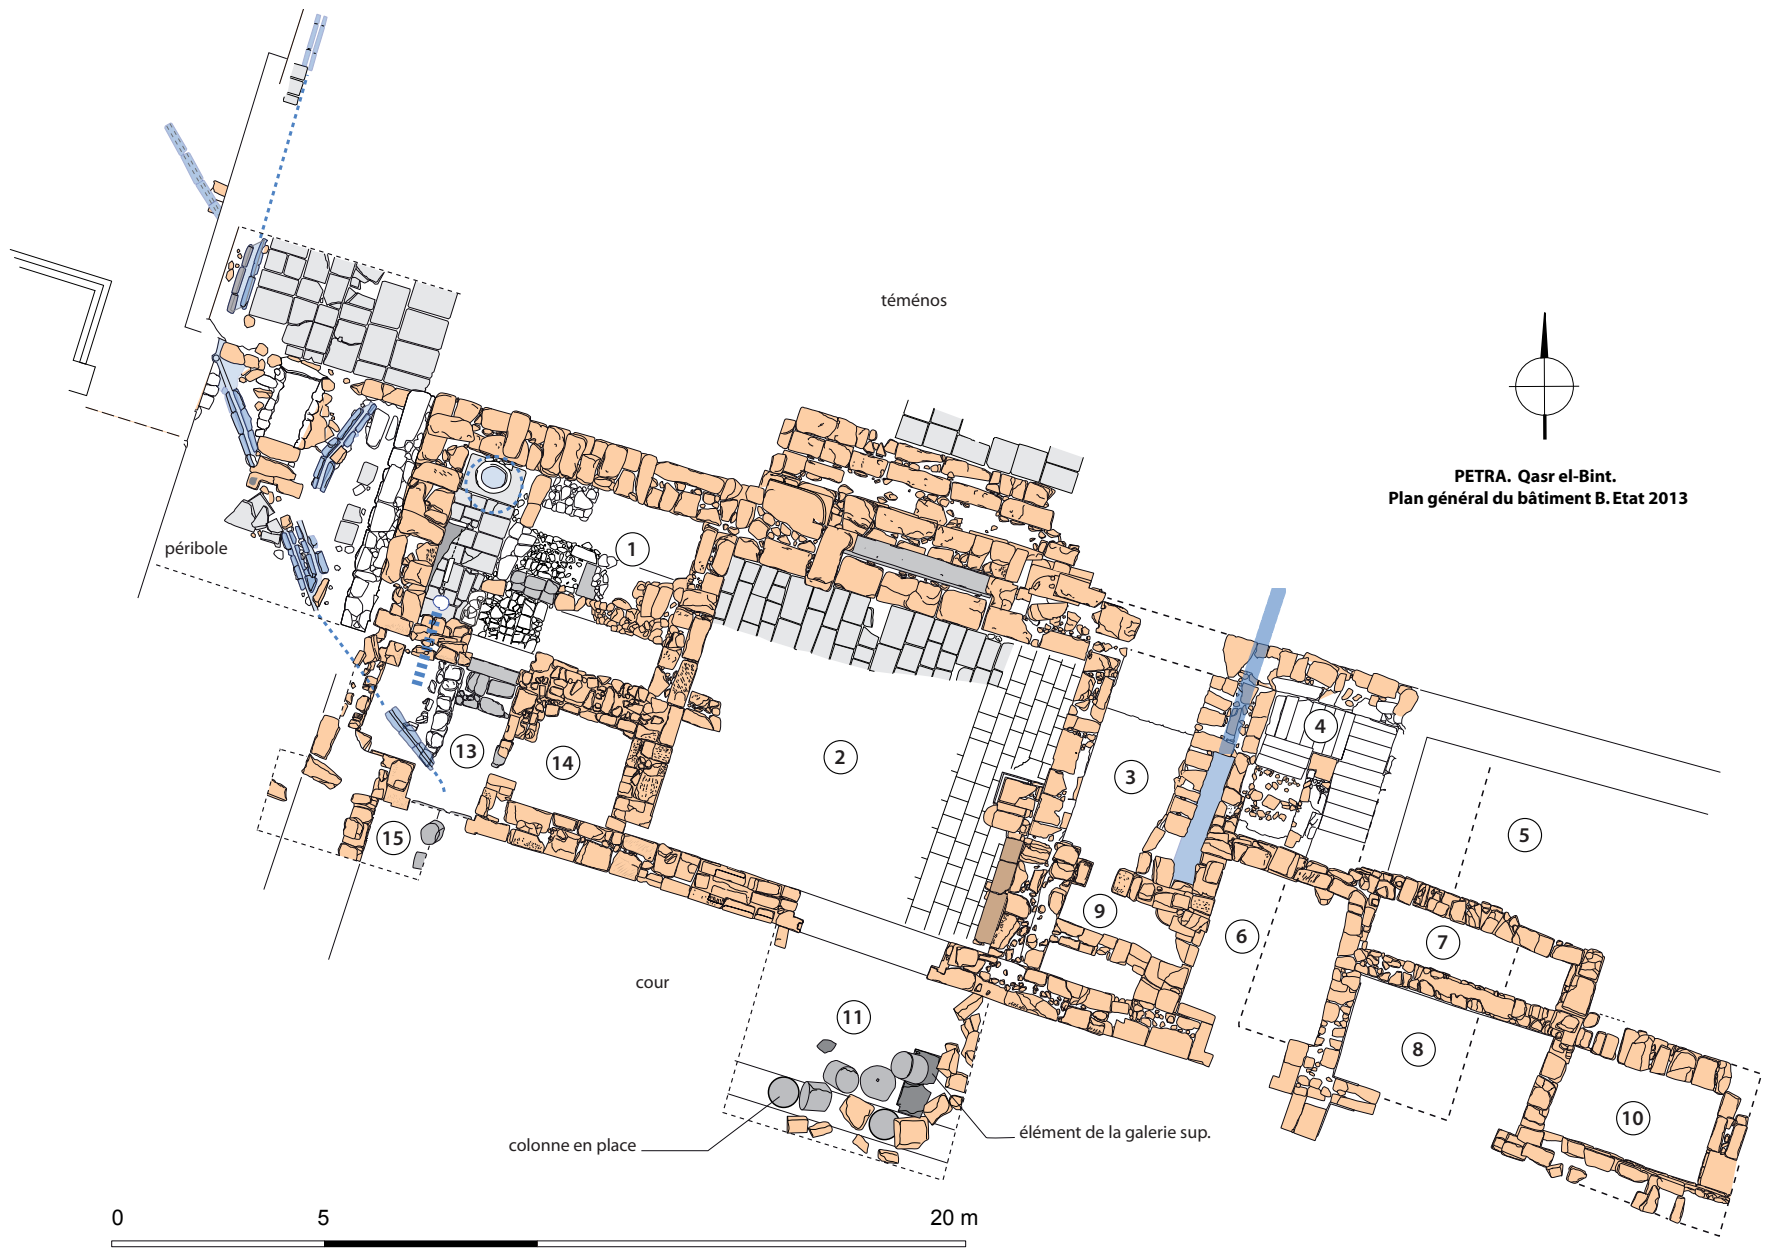 téménos
PETRA. Qasr el-Bint.
Plan général du bâtiment B. Etat 2013
péribole
1
4
2
3
13
14
5
15
9
6
7
cour
11
8
10
colonne en place
élément de la galerie sup.
0 5 20 m